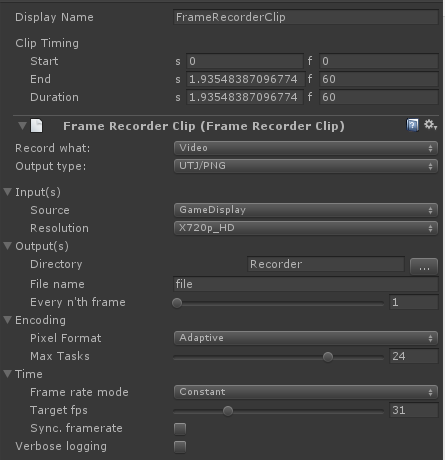 Display Name FrameRecorderClip
Clip Timing
Start s 0 f 0
End s 1.93548387096774 f 60
Duration s 1.93548387096774 f 60
Frame Recorder Clip (Frame Recorder Clip)
Record what: Video
Output type: UTJ/PNG
Input(s)
Source GameDisplay
Resolution X720p_HD
Output(s)
Directory Recorder ...
File name file
Every n'th frame 1
Encoding
Pixel Format Adaptive
Max Tasks 24
Time
Frame rate mode Constant
Target fps 31
Sync. framerate
Verbose logging